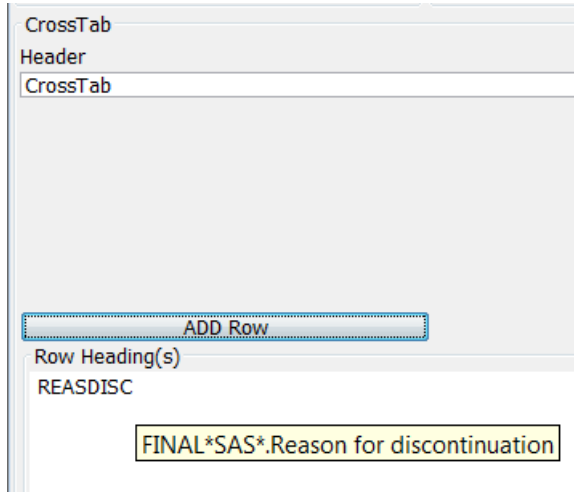 CrossTab
Header
CrossTab
ADD Row
Row Heading(s)
REASDISC
FINAL*SAS*.Reason for discontinuation